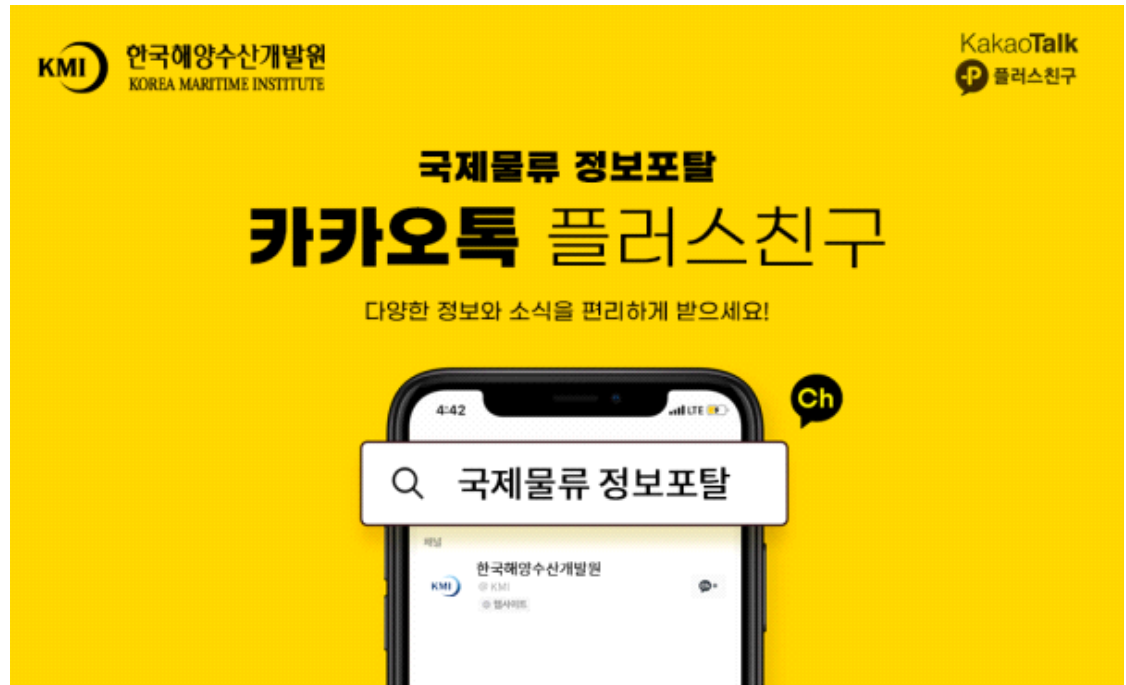 KMI 한국해양수산개발원
KOREA MARITIME INSTITUTE
KakaoTalk
P 플러스친구
국제물류 정보포탈
카카오톡 플러스친구
다양한 정보와 소식을 편리하게 받으세요!
4:42
LTE
Ch
국제물류 정보포탈
채널
KMI 한국해양수산개발원
@KMI
웹사이트